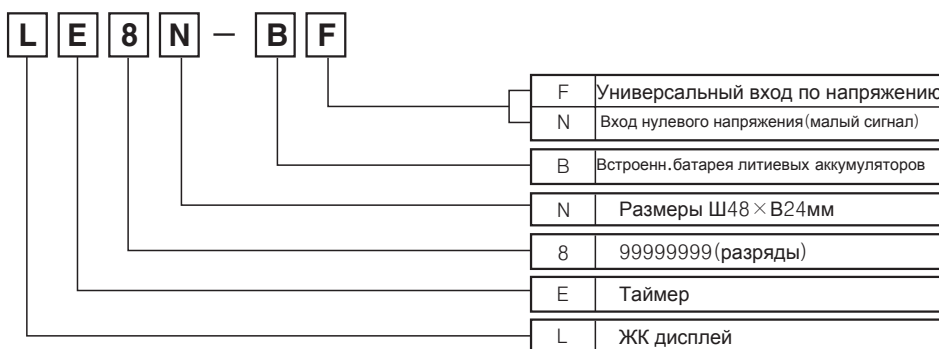 L E 8 N – B F
F Универсальный вход по напряжению
N Вход нулевого напряжения(малый сигнал)
B Встроенн.батарея литиевых аккумуляторов
N Размеры Ш48×В24мм
8 99999999(разряды)
E Таймер
L ЖК дисплей